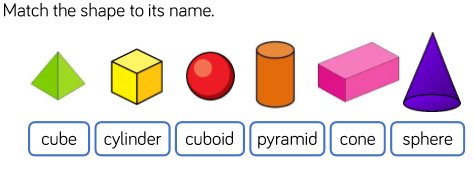 Match the shape to its name.
cube cylinder cuboid pyramid cone sphere